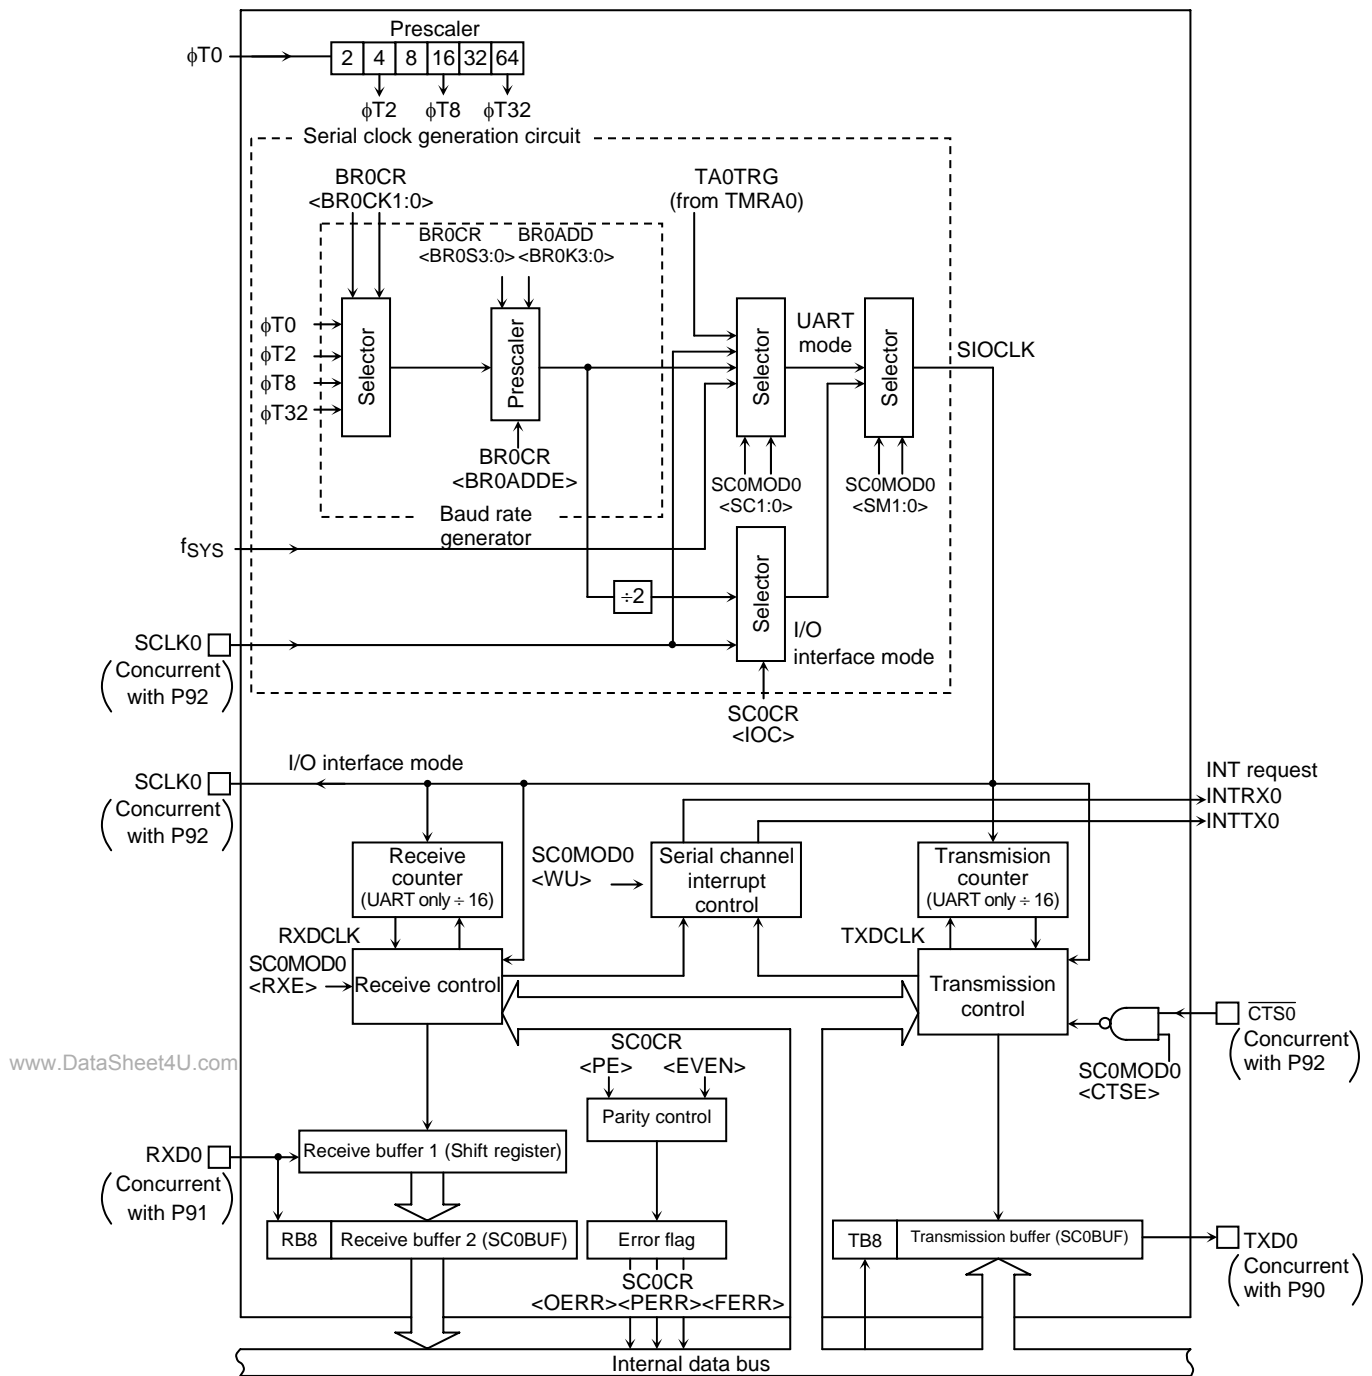 Prescaler
φT0
2 4 8 16 32 64
φT2 φT8 φT32
Serial clock generation circuit
BR0CR
<BR0CK1:0>
TA0TRG
(from TMRA0)
BR0CR
<BR0S3:0>
BR0ADD
<BR0K3:0>
φT0
φT2
φT8
φT32
Selector
Prescaler
Selector
UART
mode
Selector
SIOCLK
BR0CR
<BR0ADDE>
SC0MOD0
<SC1:0>
SC0MOD0
<SM1:0>
Baud rate
generator
fSYS
÷2
Selector
I/O
interface mode
SCLK0
(Concurrent
with P92)
SC0CR
<IOC>
I/O interface mode
SCLK0
(Concurrent
with P92)
INT request
INTRX0
INTTX0
Receive
counter
(UART only ÷ 16)
SC0MOD0
<WU>
Serial channel
interrupt
control
Transmision
counter
(UART only ÷ 16)
RXDCLK
TXDCLK
SC0MOD0
<RXE>
Receive control
Transmission
control
CTS0
(Concurrent
with P92)
SC0MOD0
<CTSE>
www.DataSheet4U.com
SC0CR
<PE> <EVEN>
Parity control
RXD0
(Concurrent
with P91)
Receive buffer 1 (Shift register)
RB8
Receive buffer 2 (SC0BUF)
Error flag
TB8
Transmission buffer (SC0BUF)
TXD0
(Concurrent
with P90)
SC0CR
<OERR><PERR><FERR>
Internal data bus